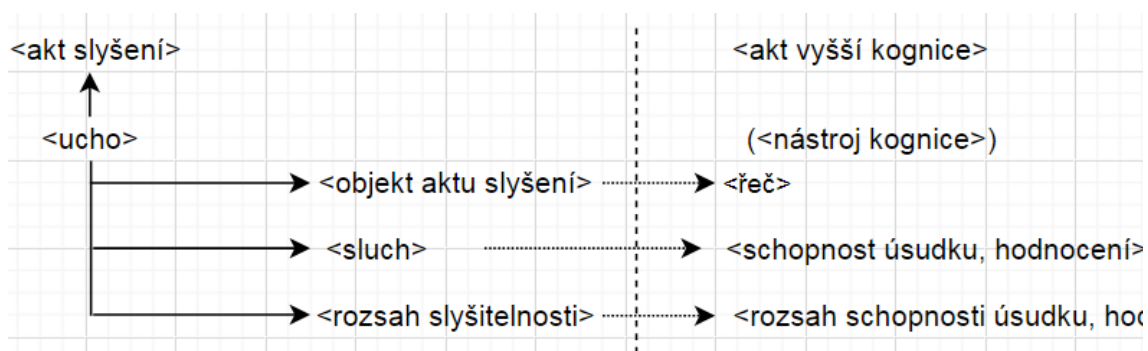 <akt slyšení> <akt vyšší kognice>
<ucho> (<nástroj kognice>)
<objekt aktu slyšení> <řeč>
<sluch> <schopnost úsudku, hodnocení>
<rozsah slyšitelnosti> <rozsah schopnosti úsudku,